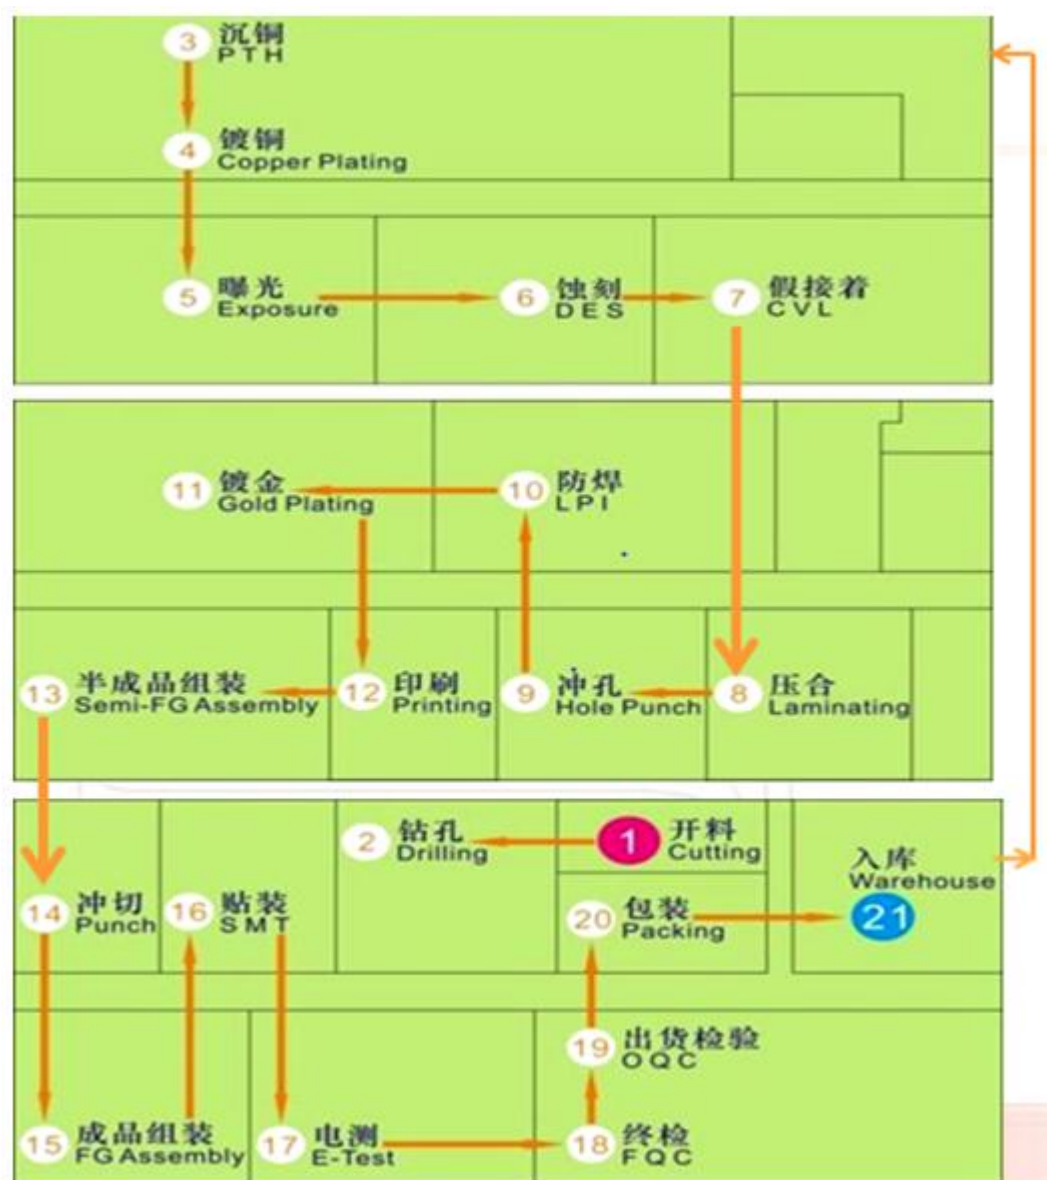 3 沉铜
PTH
4 镀铜
Copper Plating
5 曝光
Exposure
6 蚀刻
DES
7 假接着
CVL
11 镀金
Gold Plating
10 防焊
LPI
13 半成品组装
Semi-FG Assembly
12 印刷
Printing
9 冲孔
Hole Punch
8 压合
Laminating
2 钻孔
Drilling
1 开料
Cutting
入库
Warehouse
21
14 冲切
Punch
16 贴装
SMT
20 包装
Packing
19 出货检验
OQC
15 成品组装
FG Assembly
17 电测
E-Test
18 终检
FQC